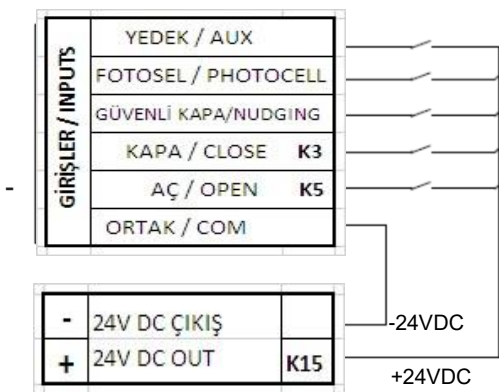 GİRİŞLER / INPUTS
YEDEK / AUX
FOTOSEL / PHOTOCELL
GÜVENLİ KAPA/NUDGING
KAPA / CLOSE K3
AÇ / OPEN K5
ORTAK / COM
-
- 24V DC ÇIKIŞ
+ 24V DC OUT K15
-24VDC
+24VDC